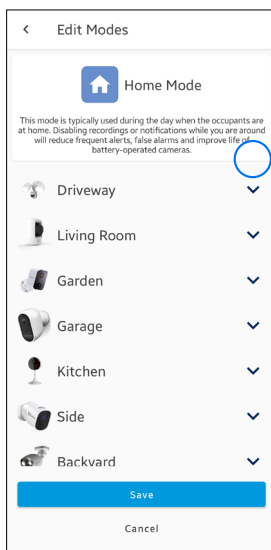 Edit Modes
Home Mode
This mode is typically used during the day when the occupants are
at home. Disabling recordings or notifications while you are around
will reduce frequent alerts, false alarms and improve life of
battery-operated cameras.
Driveway
Living Room
Garden
Garage
Kitchen
Side
Backyard
Save
Cancel